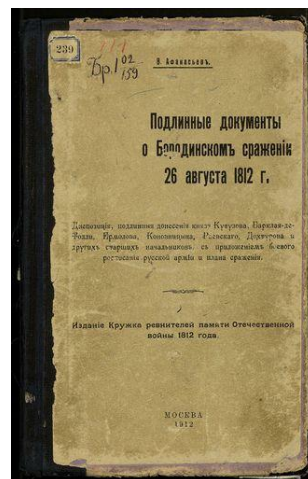 239
Бр.1 02/159
В. Афанасьевъ.
Подлинные документы
о Бородинскомъ сраженіи
26 августа 1812 г.
Диспозиція, подлинныя донесенія князя Кутузова, Барклая-де-
Толли, Ермолова, Коновницына, Раевскаго, Дохтурова и
другихъ старшихъ начальниковъ, съ приложеніемъ боевого
росписанія русской арміи и плана сраженія.
Изданіе Кружка ревнителей памяти Отечественной
войны 1812 года.
МОСКВА
1912